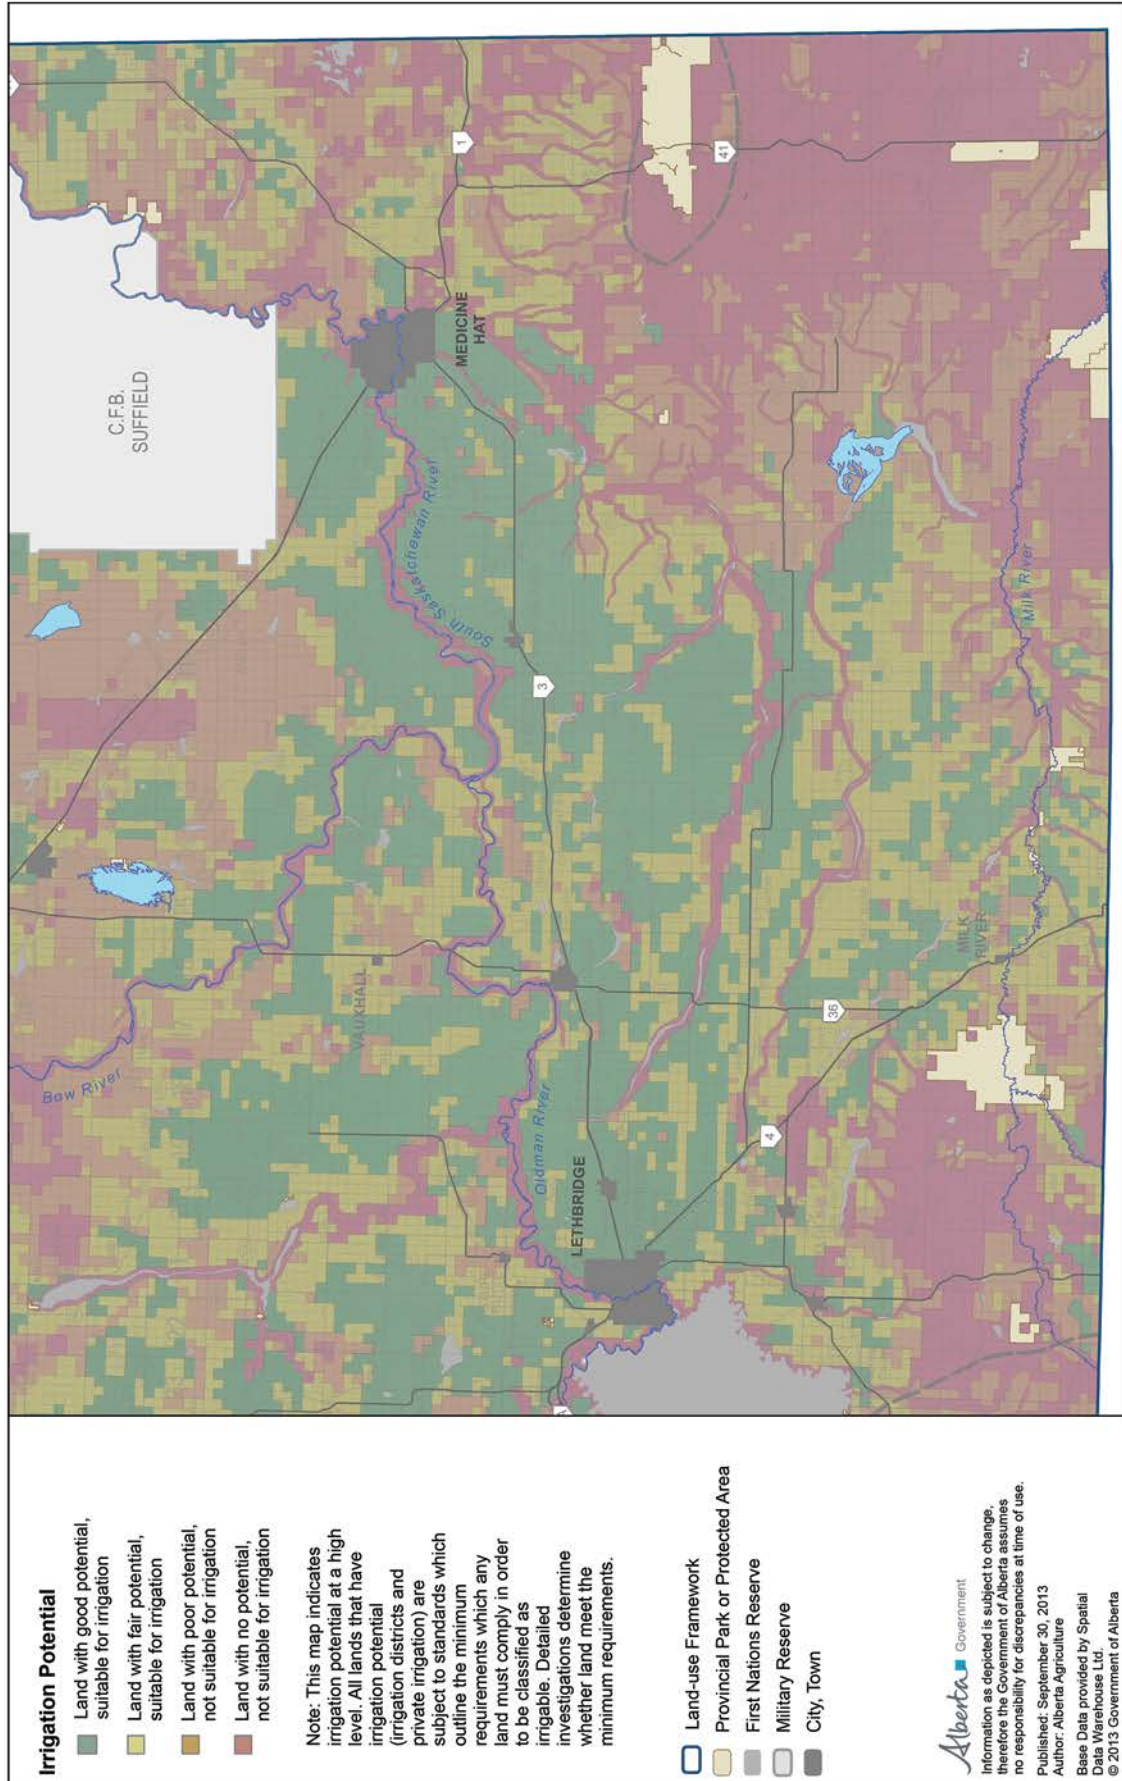 Irrigation Potential
Land with good potential,
suitable for irrigation
Land with fair potential,
suitable for irrigation
Land with poor potential,
not suitable for irrigation
Land with no potential,
not suitable for irrigation
Note: This map indicates
irrigation potential at a high
level. All lands that have
irrigation potential
(irrigation districts and
private irrigation) are
subject to standards which
outline the minimum
requirements which any
land must comply in order
to be classified as
irrigable. Detailed
investigations determine
whether land meet the
minimum requirements.
Land-use Framework
Provincial Park or Protected Area
First Nations Reserve
Military Reserve
City, Town
Alberta Government
Information as depicted is subject to change,
therefore the Government of Alberta assumes
no responsibility for discrepancies at time of use.
Published: September 30, 2013
Author: Alberta Agriculture
Base Data provided by Spatial
Data Warehouse Ltd.
© 2013 Government of Alberta
Bow River
VAUXHALL
C.F.B.
SUFFIELD
South Saskatchewan River
MEDICINE
HAT
1
Oldman River
LETHBRIDGE
3
41
4
36
MILK
RIVER
Milk River